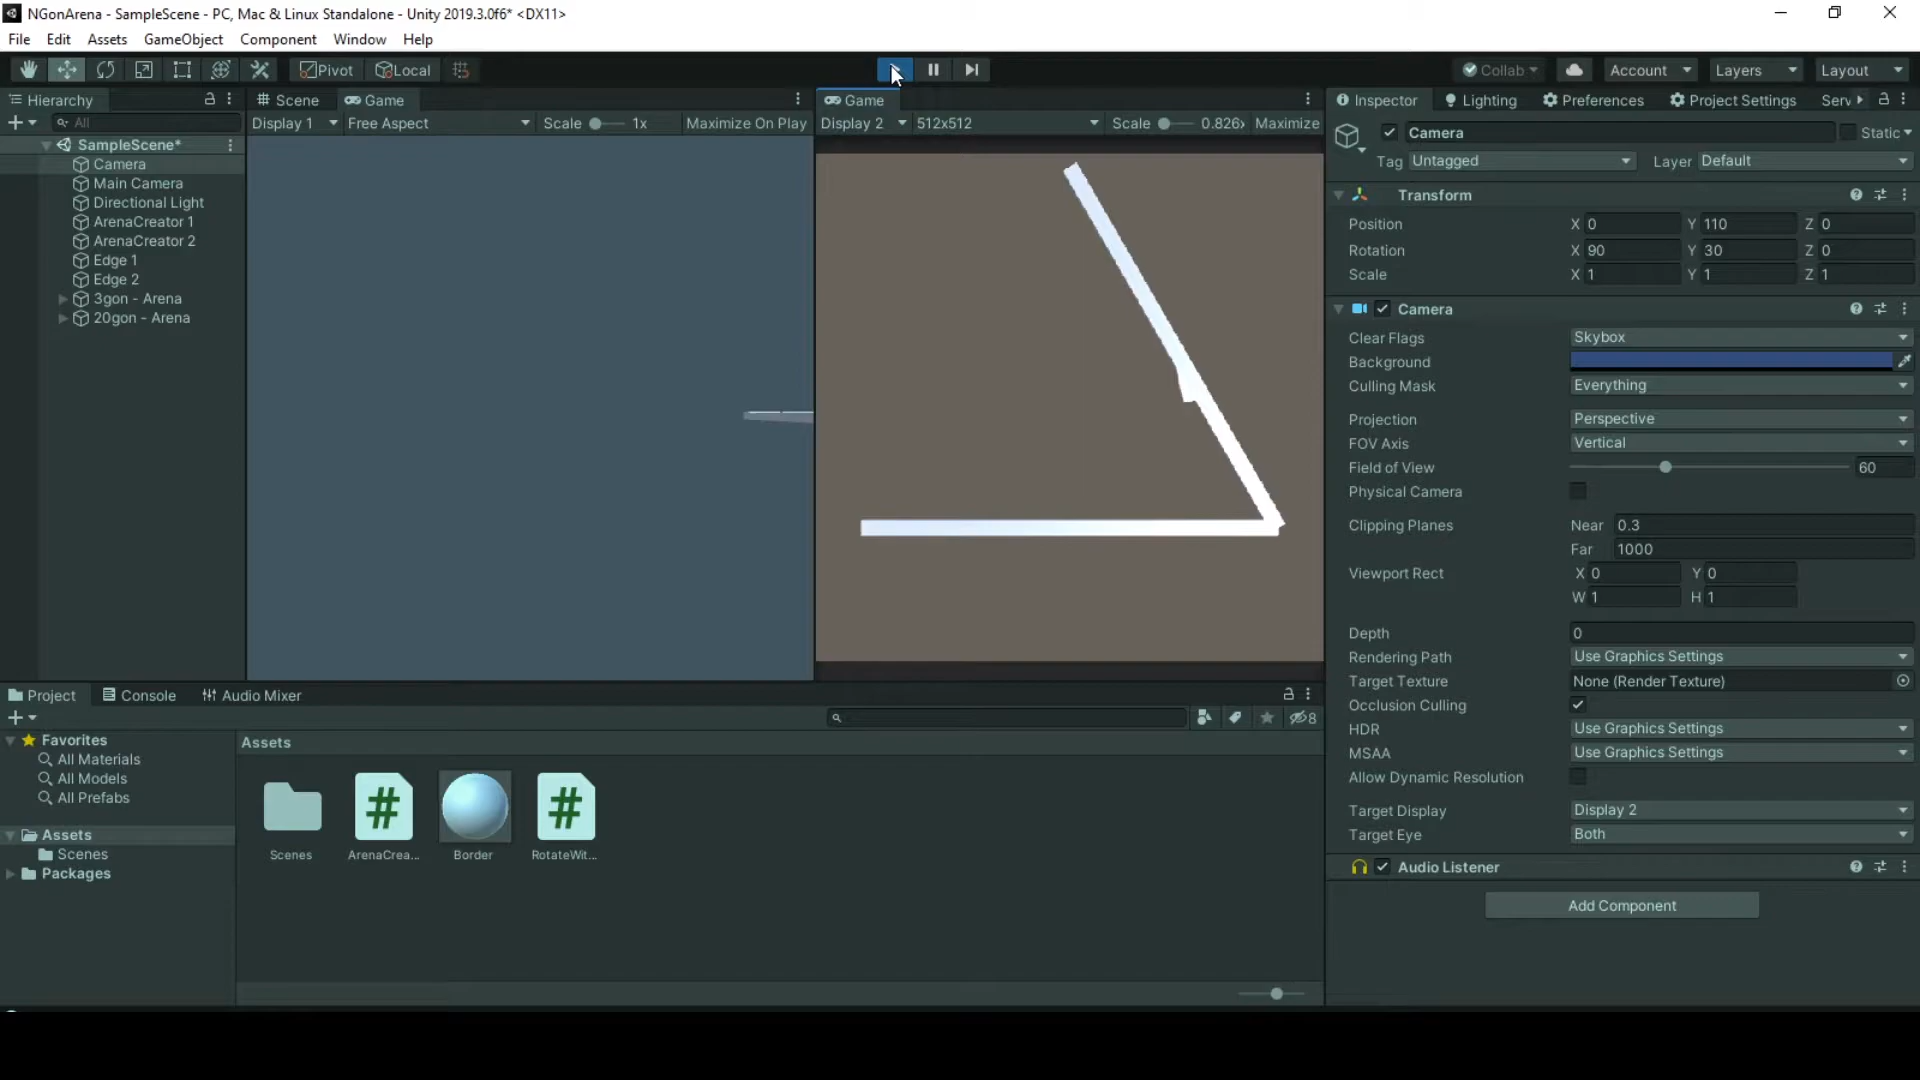 NGonArena - SampleScene - PC, Mac & Linux Standalone - Unity 2019.3.0f6* <DX11>
File Edit Assets GameObject Component Window Help
Pivot Local Collab Account Layers Layout
Hierarchy
All
SampleScene*
Camera
Main Camera
Directional Light
ArenaCreator 1
ArenaCreator 2
Edge 1
Edge 2
3gon - Arena
20gon - Arena
Scene Game
Display 1 Free Aspect Scale 1x Maximize On Play
Game
Display 2 512x512 Scale 0.826x Maximize
Inspector Lighting Preferences Project Settings Serv
Camera Static
Tag Untagged Layer Default
Transform
Position X 0 Y 110 Z 0
Rotation X 90 Y 30 Z 0
Scale X 1 Y 1 Z 1
Camera
Clear Flags Skybox
Background
Culling Mask Everything
Projection Perspective
FOV Axis Vertical
Field of View 60
Physical Camera
Clipping Planes Near 0.3
Far 1000
Viewport Rect X 0 Y 0
W 1 H 1
Depth 0
Rendering Path Use Graphics Settings
Target Texture None (Render Texture)
Occlusion Culling
HDR Use Graphics Settings
MSAA Use Graphics Settings
Allow Dynamic Resolution
Target Display Display 2
Target Eye Both
Audio Listener
Add Component
Project Console Audio Mixer
8
Favorites
All Materials
All Models
All Prefabs
Assets
Scenes
Packages
Assets
Scenes ArenaCrea... Border RotateWit...